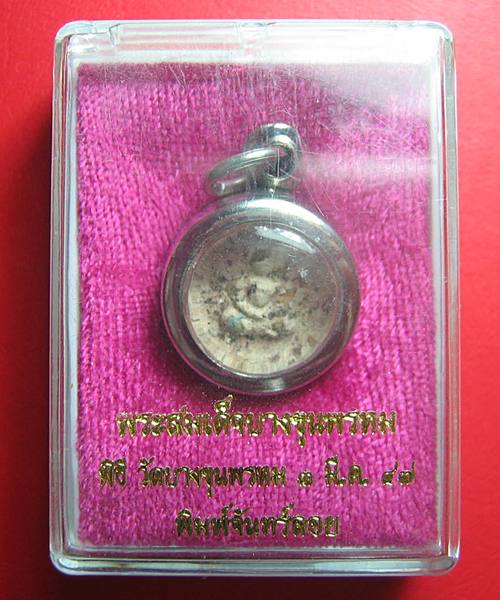 พระสมเด็จบางขุนพรหม
พิธี วัดบางขุนพรหม ๑ มี.ค. ๔๗
พิมพ์จันทร์ลอย